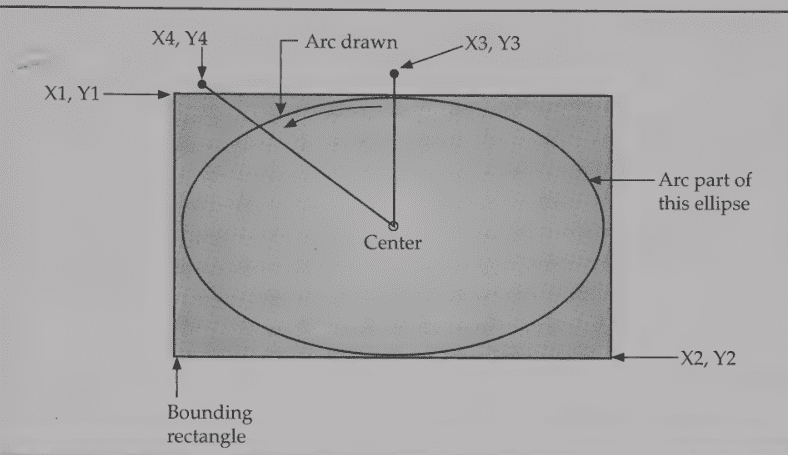 X4, Y4
Arc drawn
X3, Y3
X1, Y1
Arc part of
this ellipse
Center
X2, Y2
Bounding
rectangle